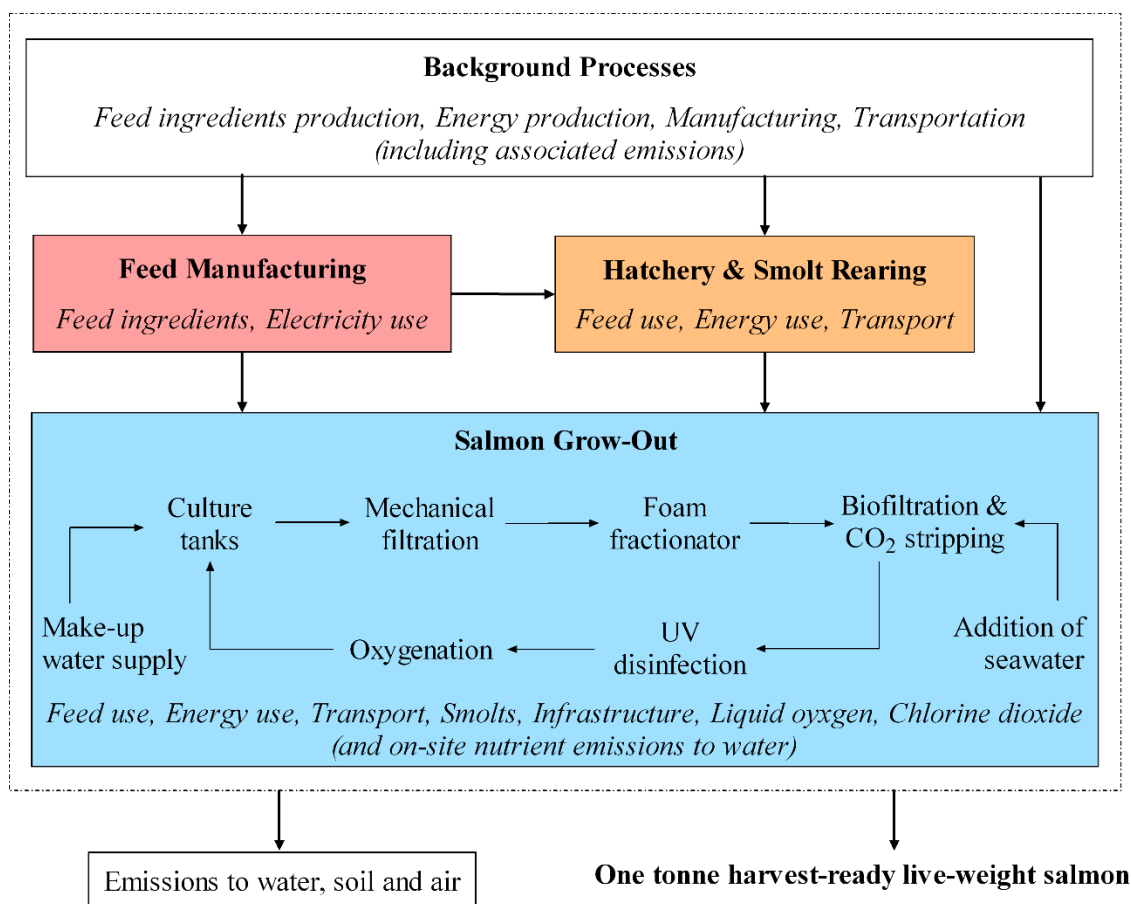 Background Processes
Feed ingredients production, Energy production, Manufacturing, Transportation
(including associated emissions)
Feed Manufacturing
Feed ingredients, Electricity use
Hatchery & Smolt Rearing
Feed use, Energy use, Transport
Salmon Grow-Out
Culture
tanks
Mechanical
filtration
Foam
fractionator
Biofiltration &
CO₂ stripping
Make-up
water supply
Oxygenation
UV
disinfection
Addition of
seawater
Feed use, Energy use, Transport, Smolts, Infrastructure, Liquid oyxgen, Chlorine dioxide
(and on-site nutrient emissions to water)
Emissions to water, soil and air
One tonne harvest-ready live-weight salmon